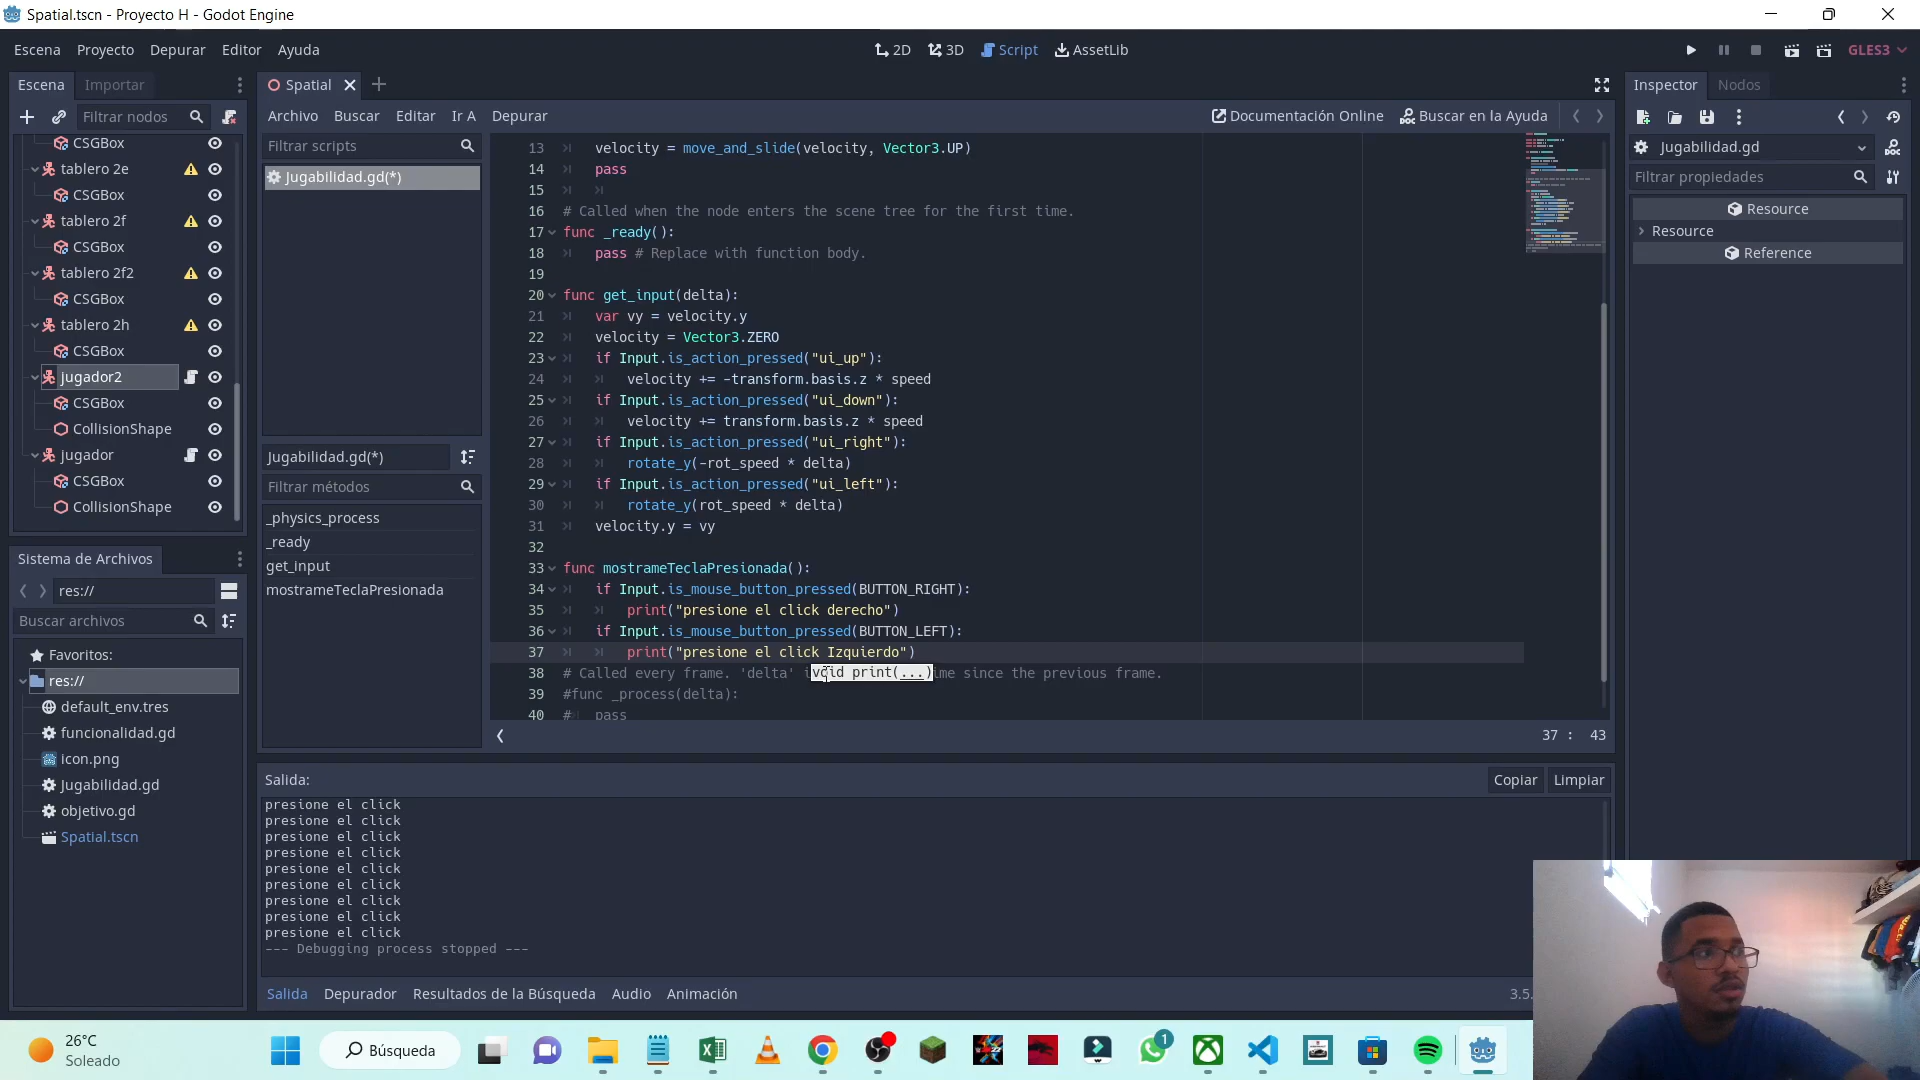 Spatial.tscn - Proyecto H - Godot Engine
Escena Proyecto Depurar Editor Ayuda
2D 3D Script AssetLib
GLES3
Escena Importar
Filtrar nodos
CSGBox
tablero 2e
CSGBox
tablero 2f
CSGBox
tablero 2f2
CSGBox
tablero 2h
CSGBox
jugador2
CSGBox
CollisionShape
jugador
CSGBox
CollisionShape
Sistema de Archivos
res://
Buscar archivos
Favoritos:
res://
default_env.tres
funcionalidad.gd
icon.png
Jugabilidad.gd
objetivo.gd
Spatial.tscn
Spatial
Archivo Buscar Editar Ir A Depurar
Documentación Online Buscar en la Ayuda
Filtrar scripts
Jugabilidad.gd(*)
Jugabilidad.gd(*)
Filtrar métodos
_physics_process
_ready
get_input
mostrameTeclaPresionada
13 velocity = move_and_slide(velocity, Vector3.UP)
14 pass
15
16 # Called when the node enters the scene tree for the first time.
17 func _ready():
18 pass # Replace with function body.
19
20 func get_input(delta):
21 var vy = velocity.y
22 velocity = Vector3.ZERO
23 if Input.is_action_pressed("ui_up"):
24 velocity += -transform.basis.z * speed
25 if Input.is_action_pressed("ui_down"):
26 velocity += transform.basis.z * speed
27 if Input.is_action_pressed("ui_right"):
28 rotate_y(-rot_speed * delta)
29 if Input.is_action_pressed("ui_left"):
30 rotate_y(rot_speed * delta)
31 velocity.y = vy
32
33 func mostrameTeclaPresionada():
34 if Input.is_mouse_button_pressed(BUTTON_RIGHT):
35 print("presione el click derecho")
36 if Input.is_mouse_button_pressed(BUTTON_LEFT):
37 print("presione el click Izquierdo")
38 # Called every frame. 'delta' i void print(...) me since the previous frame.
39 #func _process(delta):
40 # pass
37 : 43
Salida:
Copiar Limpiar
presione el click
presione el click
presione el click
presione el click
presione el click
presione el click
presione el click
presione el click
presione el click
--- Debugging process stopped ---
Salida Depurador Resultados de la Búsqueda Audio Animación
3.5.
Inspector Nodos
Jugabilidad.gd
Filtrar propiedades
Resource
Resource
Reference
26°C
Soleado
Búsqueda
1